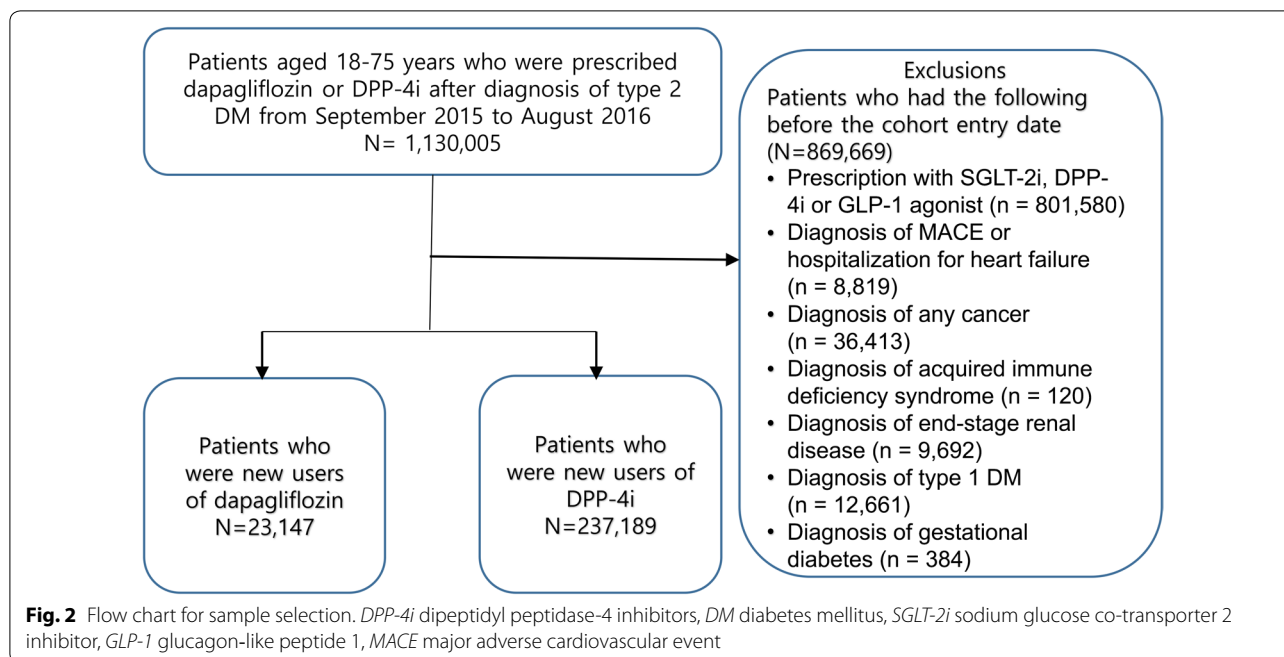 Patients aged 18-75 years who were prescribed
dapagliflozin or DPP-4i after diagnosis of type 2
DM from September 2015 to August 2016
N= 1,130,005
Exclusions
Patients who had the following
before the cohort entry date
(N=869,669)
• Prescription with SGLT-2i, DPP-
4i or GLP-1 agonist (n = 801,580)
• Diagnosis of MACE or
hospitalization for heart failure
(n = 8,819)
• Diagnosis of any cancer
(n = 36,413)
• Diagnosis of acquired immune
deficiency syndrome (n = 120)
• Diagnosis of end-stage renal
disease (n = 9,692)
• Diagnosis of type 1 DM
(n = 12,661)
• Diagnosis of gestational
diabetes (n = 384)
Patients who
were new users
of dapagliflozin
N=23,147
Patients who
were new users of
DPP-4i
N=237,189
Fig. 2 Flow chart for sample selection. DPP-4i dipeptidyl peptidase-4 inhibitors, DM diabetes mellitus, SGLT-2i sodium glucose co-transporter 2
inhibitor, GLP-1 glucagon-like peptide 1, MACE major adverse cardiovascular event